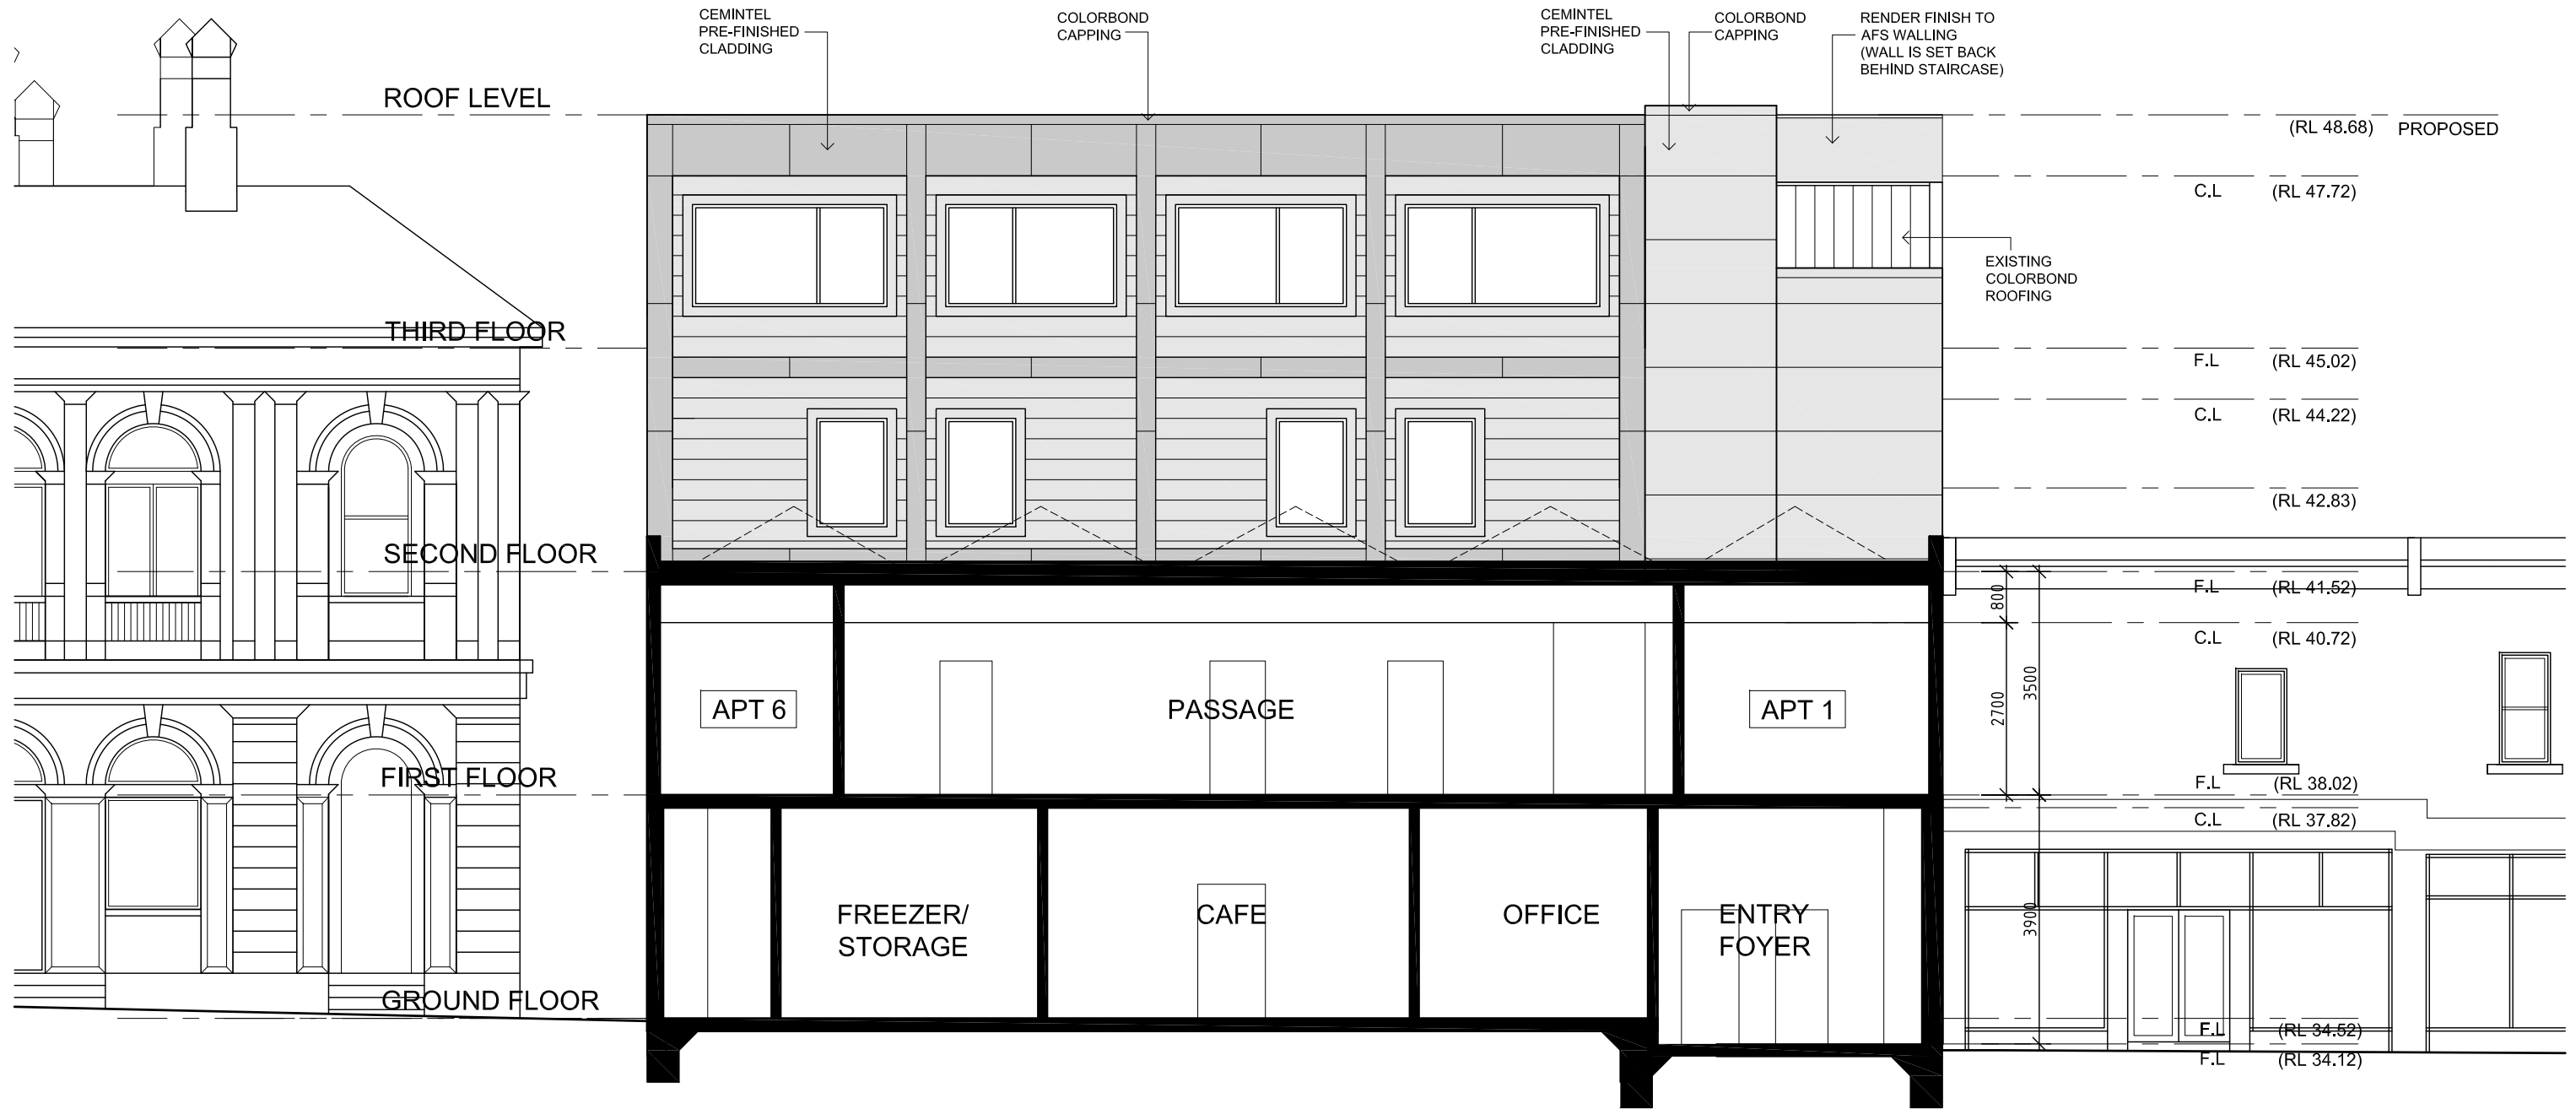 CEMINTEL
PRE-FINISHED
CLADDING
COLORBOND
CAPPING
CEMINTEL
PRE-FINISHED
CLADDING
COLORBOND
CAPPING
RENDER FINISH TO
AFS WALLING
(WALL IS SET BACK
BEHIND STAIRCASE)
ROOF LEVEL
(RL 48.68) PROPOSED
C.L (RL 47.72)
EXISTING
COLORBOND
ROOFING
THIRD FLOOR
F.L (RL 45.02)
C.L (RL 44.22)
(RL 42.83)
SECOND FLOOR
F.L (RL 41.52)
800
C.L (RL 40.72)
APT 6
PASSAGE
APT 1
2700
3500
FIRST FLOOR
F.L (RL 38.02)
C.L (RL 37.82)
FREEZER/
STORAGE
CAFE
OFFICE
ENTRY
FOYER
3900
GROUND FLOOR
F.L (RL 34.52)
F.L (RL 34.12)